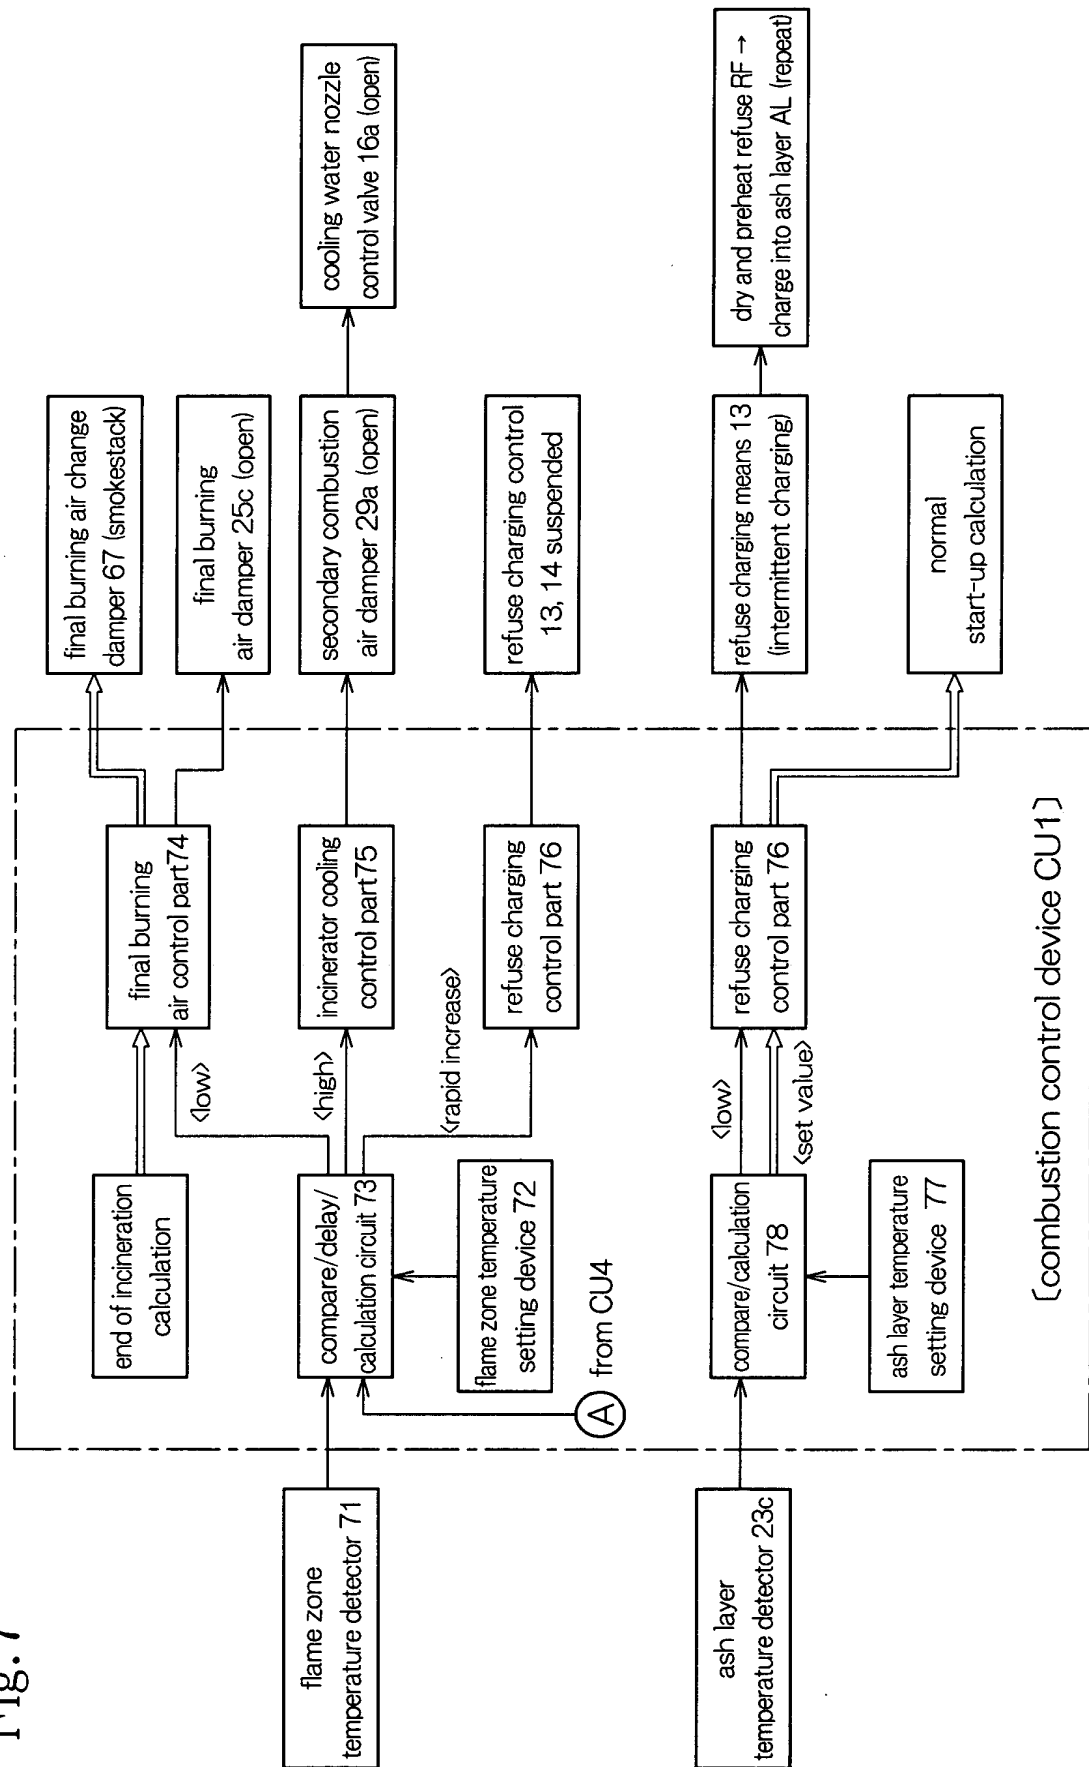 Fig. 7
flame zone
temperature detector 71
ash layer
temperature detector 23c
end of incineration
calculation
compare/delay/
calculation circuit 73
flame zone temperature
setting device 72
A
from CU4
compare/calculation
circuit 78
ash layer temperature
setting device 77
<low>
<high>
<rapid increase>
<low>
<set value>
final burning
air control part74
incinerator cooling
control part75
refuse charging
control part 76
refuse charging
control part 76
[combustion control device CU1]
final burning air change
damper 67 (smokestack)
final burning
air damper 25c (open)
secondary combustion
air damper 29a (open)
refuse charging control
13, 14 suspended
refuse charging means 13
(intermittent charging)
normal
start-up calculation
cooling water nozzle
control valve 16a (open)
dry and preheat refuse RF →
charge into ash layer AL (repeat)